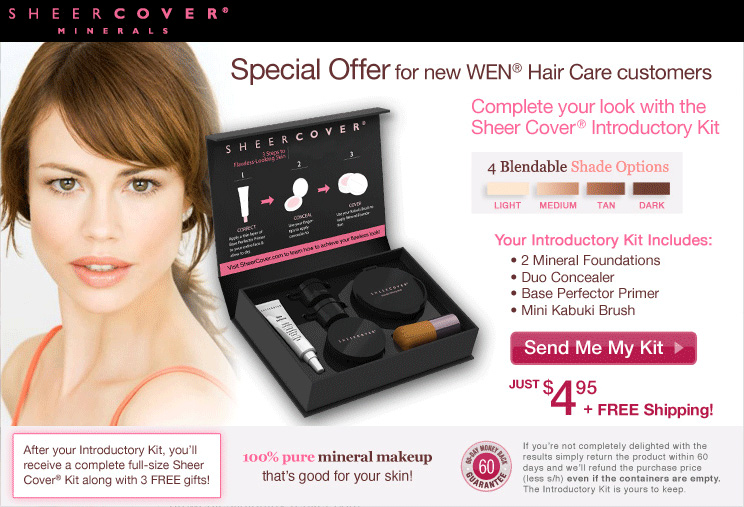 SHEERCOVER®
MINERALS
Special Offer for new WEN® Hair Care customers
Complete your look with the
Sheer Cover® Introductory Kit
4 Blendable Shade Options
LIGHT MEDIUM TAN DARK
Your Introductory Kit Includes:
• 2 Mineral Foundations
• Duo Concealer
• Base Perfector Primer
• Mini Kabuki Brush
Send Me My Kit
JUST $4.95
+ FREE Shipping!
SHEERCOVER®
3 Steps to
Flawless Looking Skin
1 2 3
CORRECT
CONCEAL
COVER
Visit SheerCover.com to learn how to achieve your flawless look!
SHEERCOVER
SHEERCOVER
SHEERCOVER
After your Introductory Kit, you'll
receive a complete full-size Sheer
Cover® Kit along with 3 FREE gifts!
100% pure mineral makeup
that's good for your skin!
60-DAY MONEY BACK
60
GUARANTEE
If you're not completely delighted with the
results simply return the product within 60
days and we'll refund the purchase price
(less s/h) even if the containers are empty.
The Introductory Kit is yours to keep.